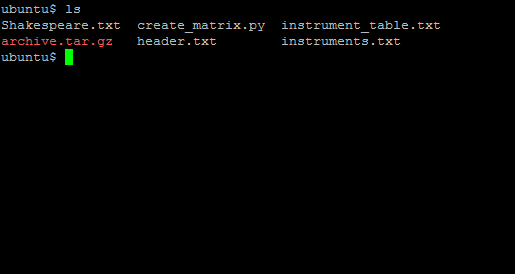 ubuntu$ ls
Shakespeare.txt  create_matrix.py  instrument_table.txt
archive.tar.gz   header.txt        instruments.txt
ubuntu$